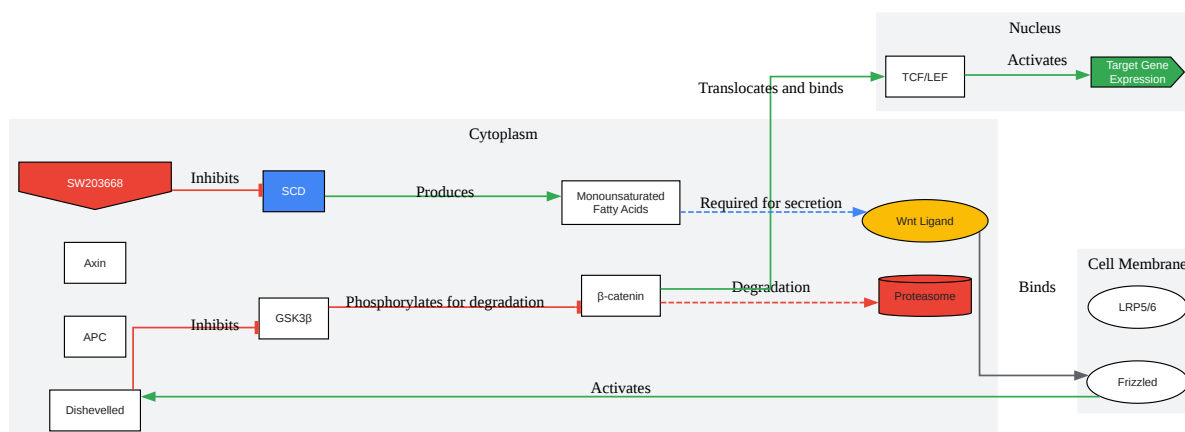 Nucleus
Activates
TCF/LEF
Target Gene
Expression
Translocates and binds
Cytoplasm
SW203668
Inhibits
SCD
Produces
Monounsaturated
Fatty Acids
Required for secretion
Wnt Ligand
Axin
Cell Membrane
GSK3β
Phosphorylates for degradation
β-catenin
Degradation
Proteasome
Binds
LRP5/6
APC
Inhibits
Dishevelled
Activates
Frizzled